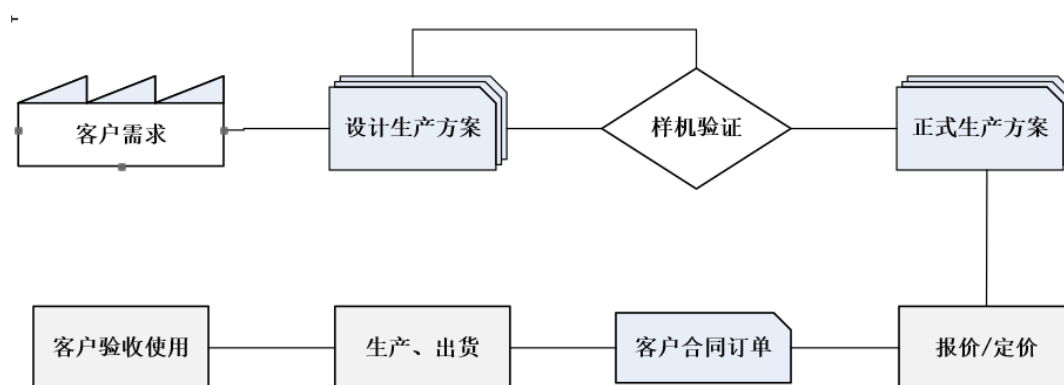 客户需求
设计生产方案
样机验证
正式生产方案
客户验收使用
生产、出货
客户合同订单
报价/定价